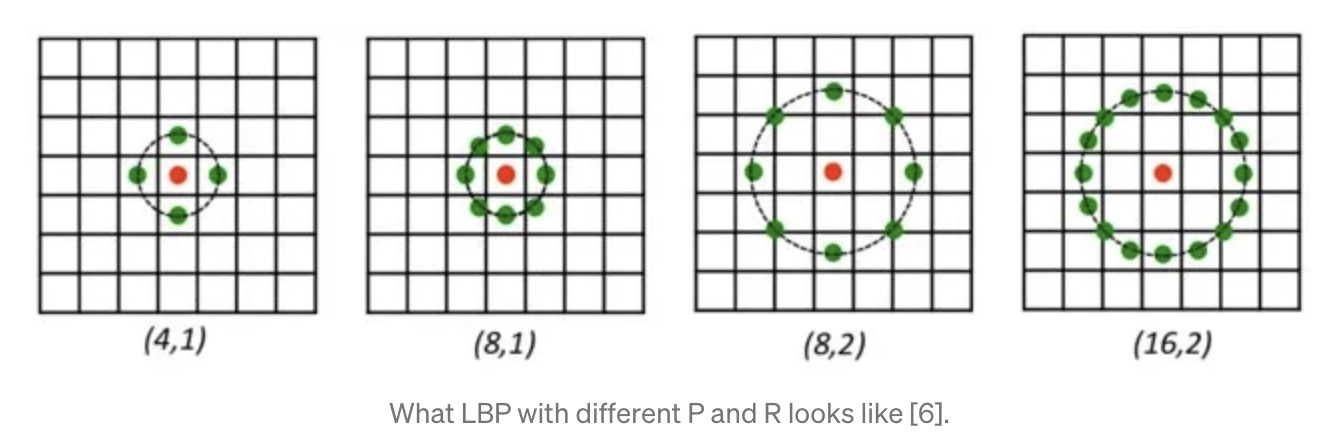 (4,1) (8,1) (8,2) (16,2)
What LBP with different P and R looks like [6].